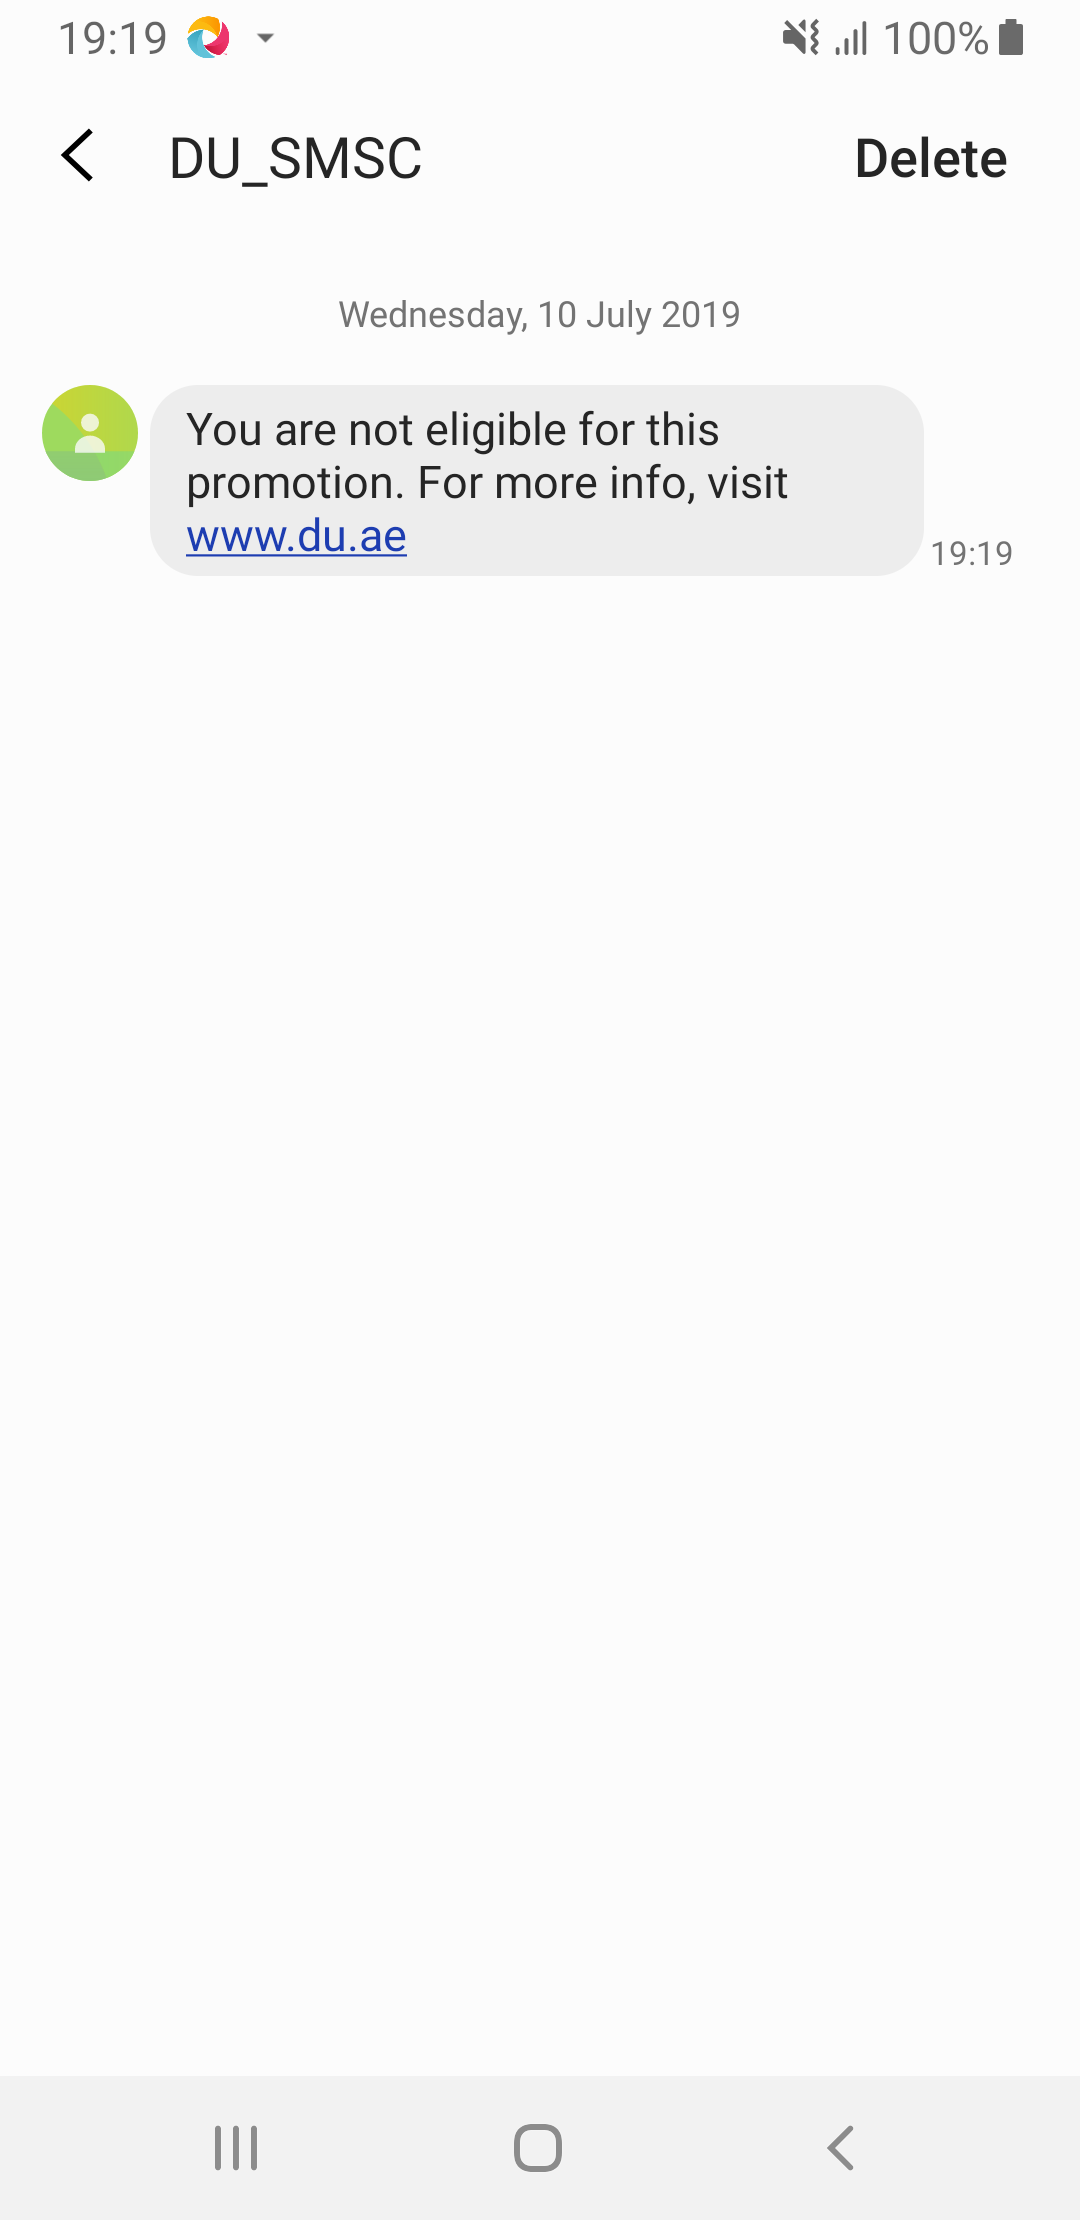 19:19
100%
DU_SMSC
Delete
Wednesday, 10 July 2019
You are not eligible for this
promotion. For more info, visit
www.du.ae
19:19